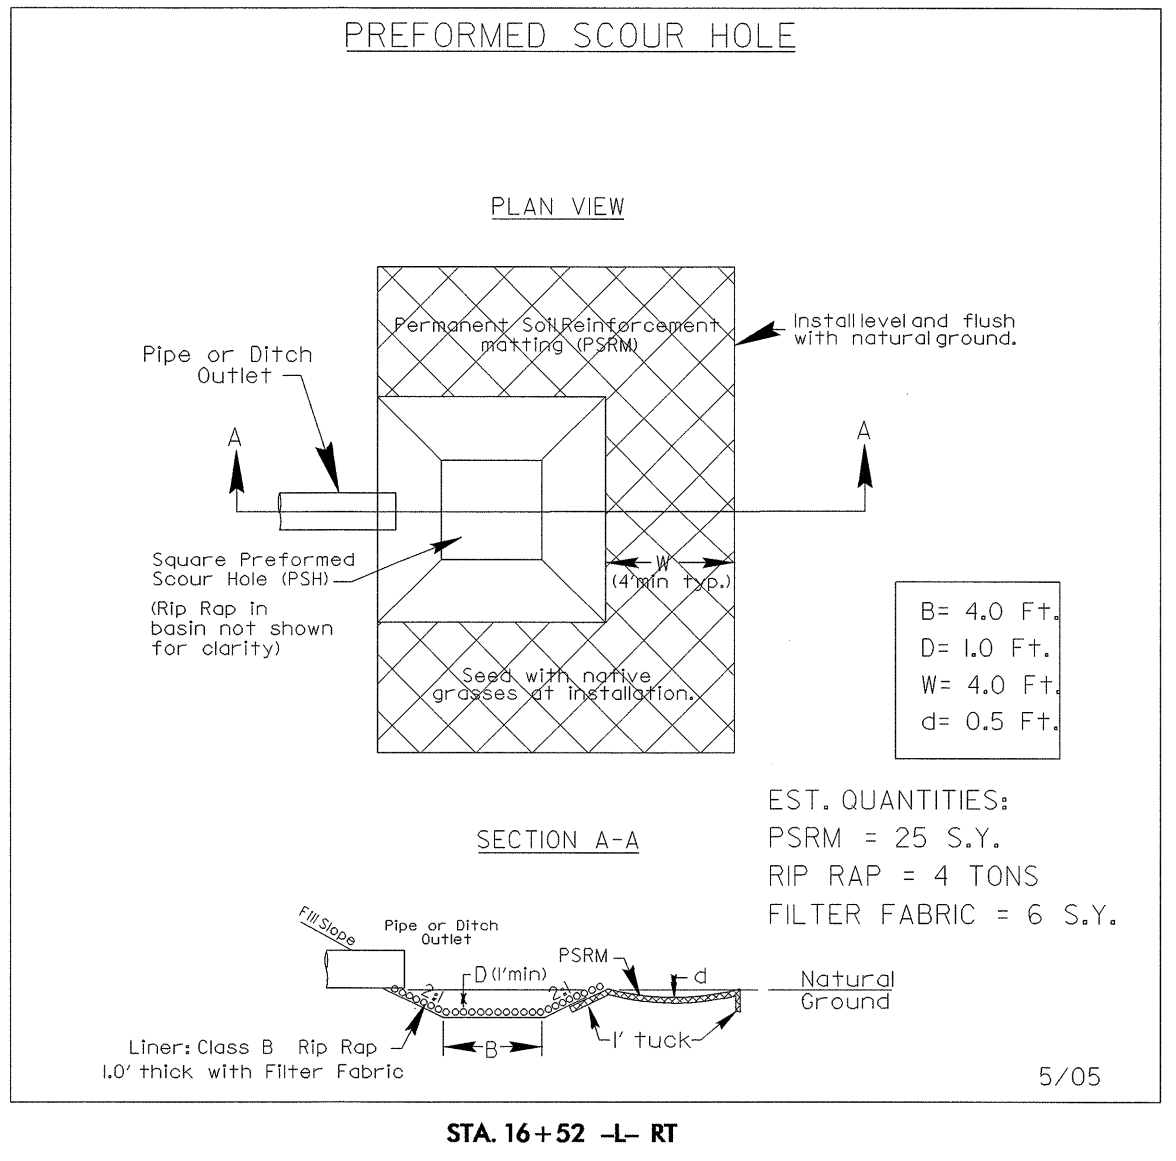 PREFORMED SCOUR HOLE
PLAN VIEW
Permanent Soil Reinforcement
matting (PSRM)
Install level and flush
with natural ground.
Pipe or Ditch
Outlet
A
A
Square Preformed
Scour Hole (PSH)
(Rip Rap in
basin not shown
for clarity)
W
(4'min typ.)
Seed with native
grasses at installation.
B= 4.0 Ft.
D= 1.0 Ft.
W= 4.0 Ft.
d= 0.5 Ft.
EST. QUANTITIES:
PSRM = 25 S.Y.
RIP RAP = 4 TONS
FILTER FABRIC = 6 S.Y.
SECTION A-A
Fill Slope
Pipe or Ditch
Outlet
PSRM
d
D (1'min)
2:1
2:1
Natural
Ground
1' tuck
B
Liner: Class B Rip Rap
1.0' thick with Filter Fabric
5/05
STA. 16+52 -L- RT